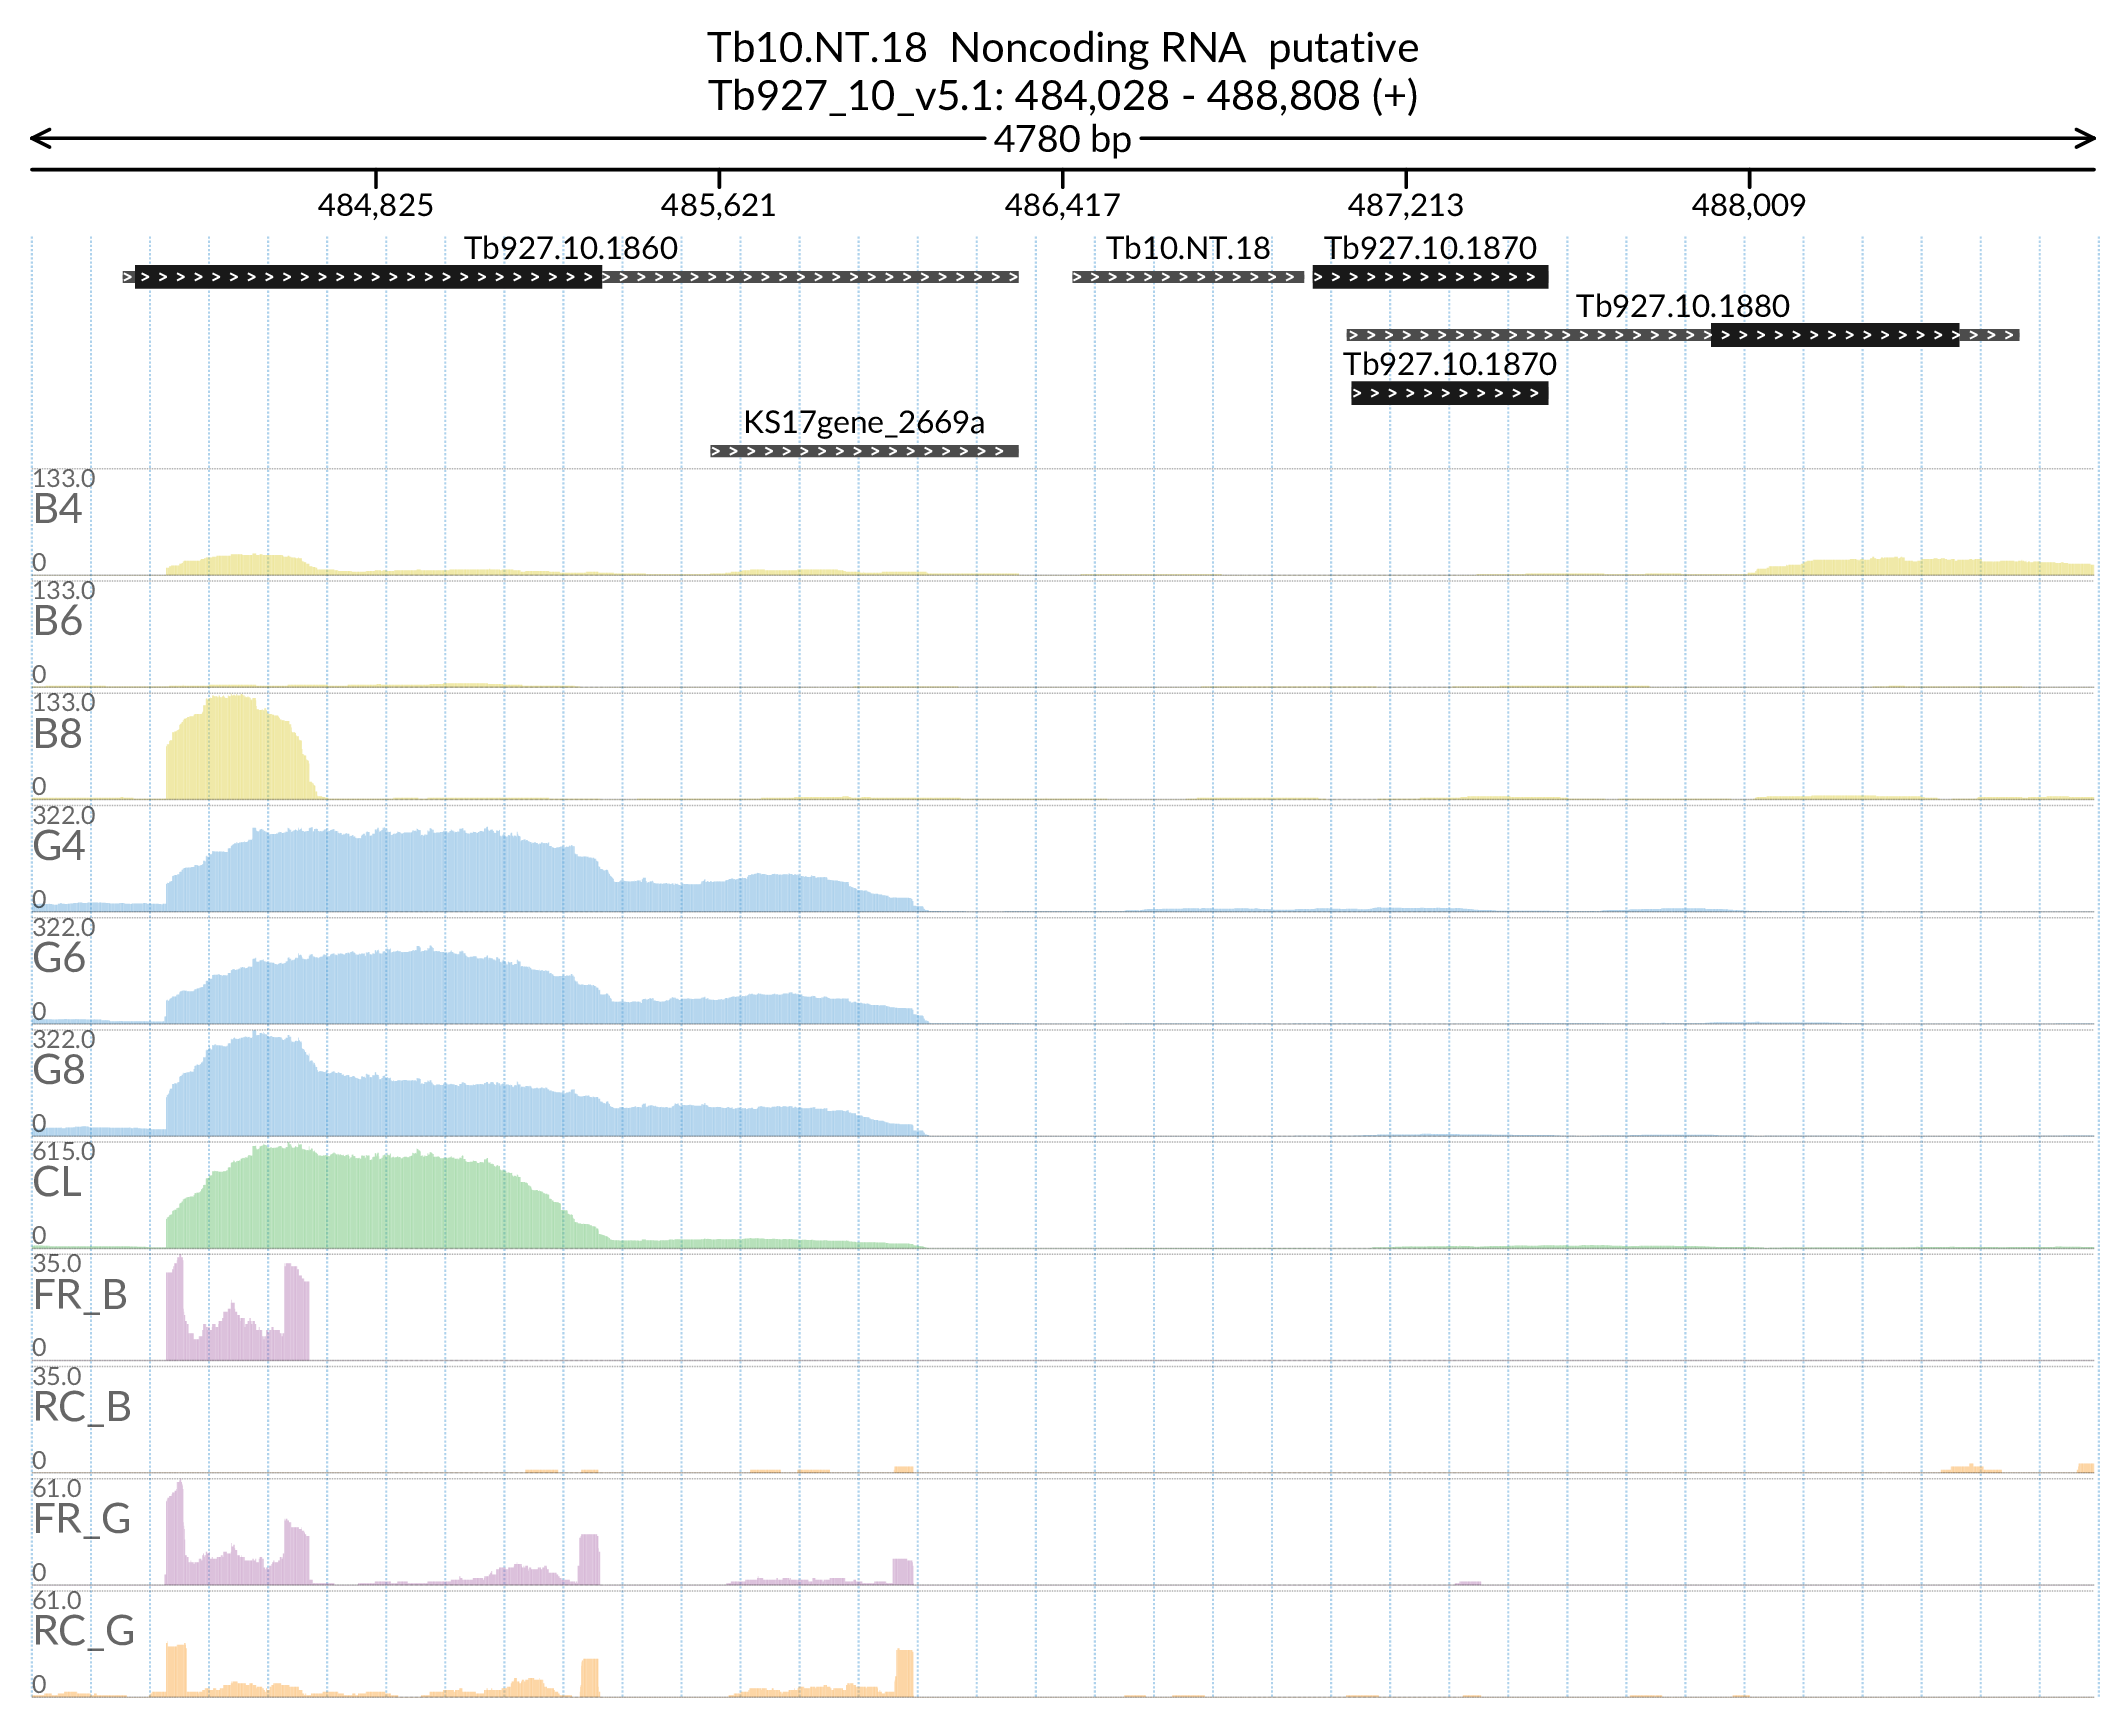 Tb10.NT.18  Noncoding RNA  putative
Tb927_10_v5.1: 484,028 - 488,808 (+)
4780 bp
484,825 485,621 486,417 487,213 488,009
Tb927.10.1860 Tb10.NT.18 Tb927.10.1870
Tb927.10.1880
Tb927.10.1870
KS17gene_2669a
133.0
B4
0
133.0
B6
0
133.0
B8
0
322.0
G4
0
322.0
G6
0
322.0
G8
0
615.0
CL
0
35.0
FR_B
0
35.0
RC_B
0
61.0
FR_G
0
61.0
RC_G
0